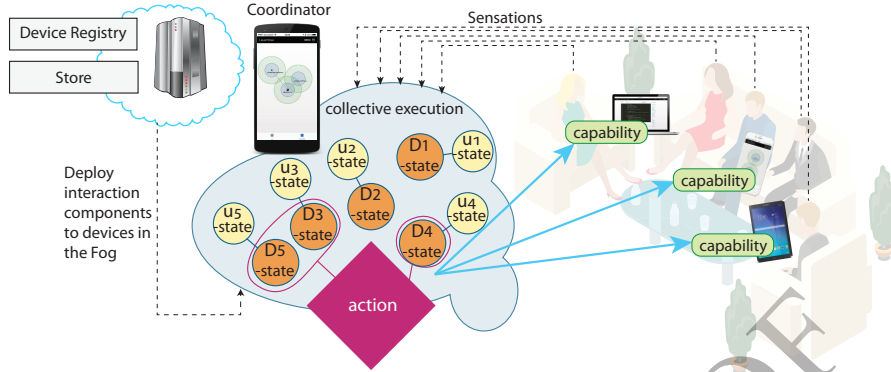 Device Registry
Store
Coordinator
Sensations
collective execution
Deploy
interaction
components
to devices in
the Fog
u1
-state
u2
-state
u3
-state
u4
-state
u5
-state
D1
-state
D2
-state
D3
-state
D4
-state
D5
-state
action
capability
capability
capability